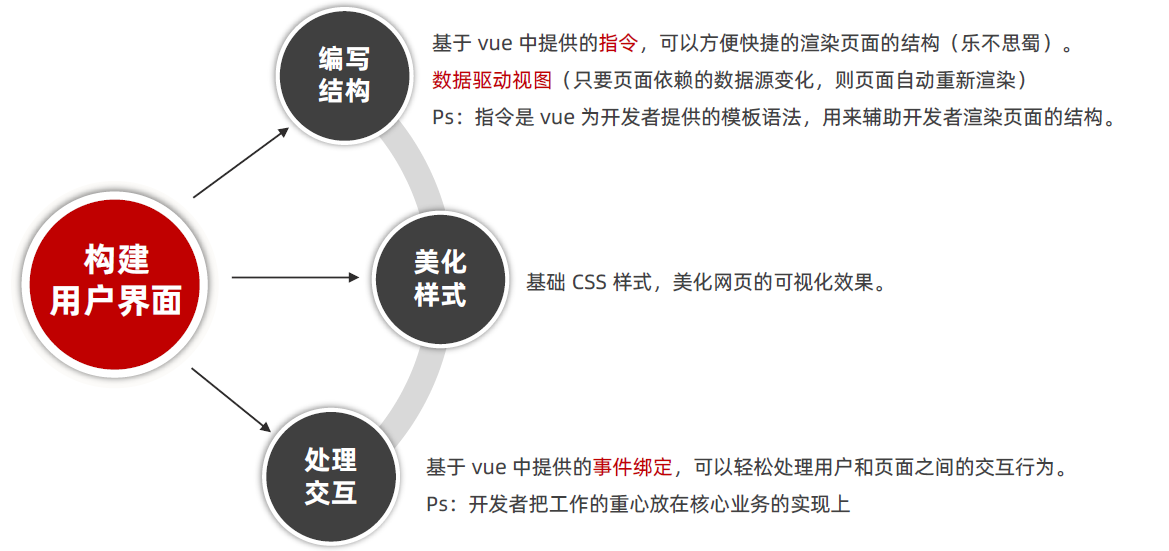 编写
结构
基于 vue 中提供的指令，可以方便快捷的渲染页面的结构（乐不思蜀）。
数据驱动视图（只要页面依赖的数据源变化，则页面自动重新渲染）
Ps：指令是 vue 为开发者提供的模板语法，用来辅助开发者渲染页面的结构。
构建
用户界面
美化
样式
基础 CSS 样式，美化网页的可视化效果。
处理
交互
基于 vue 中提供的事件绑定，可以轻松处理用户和页面之间的交互行为。
Ps：开发者把工作的重心放在核心业务的实现上